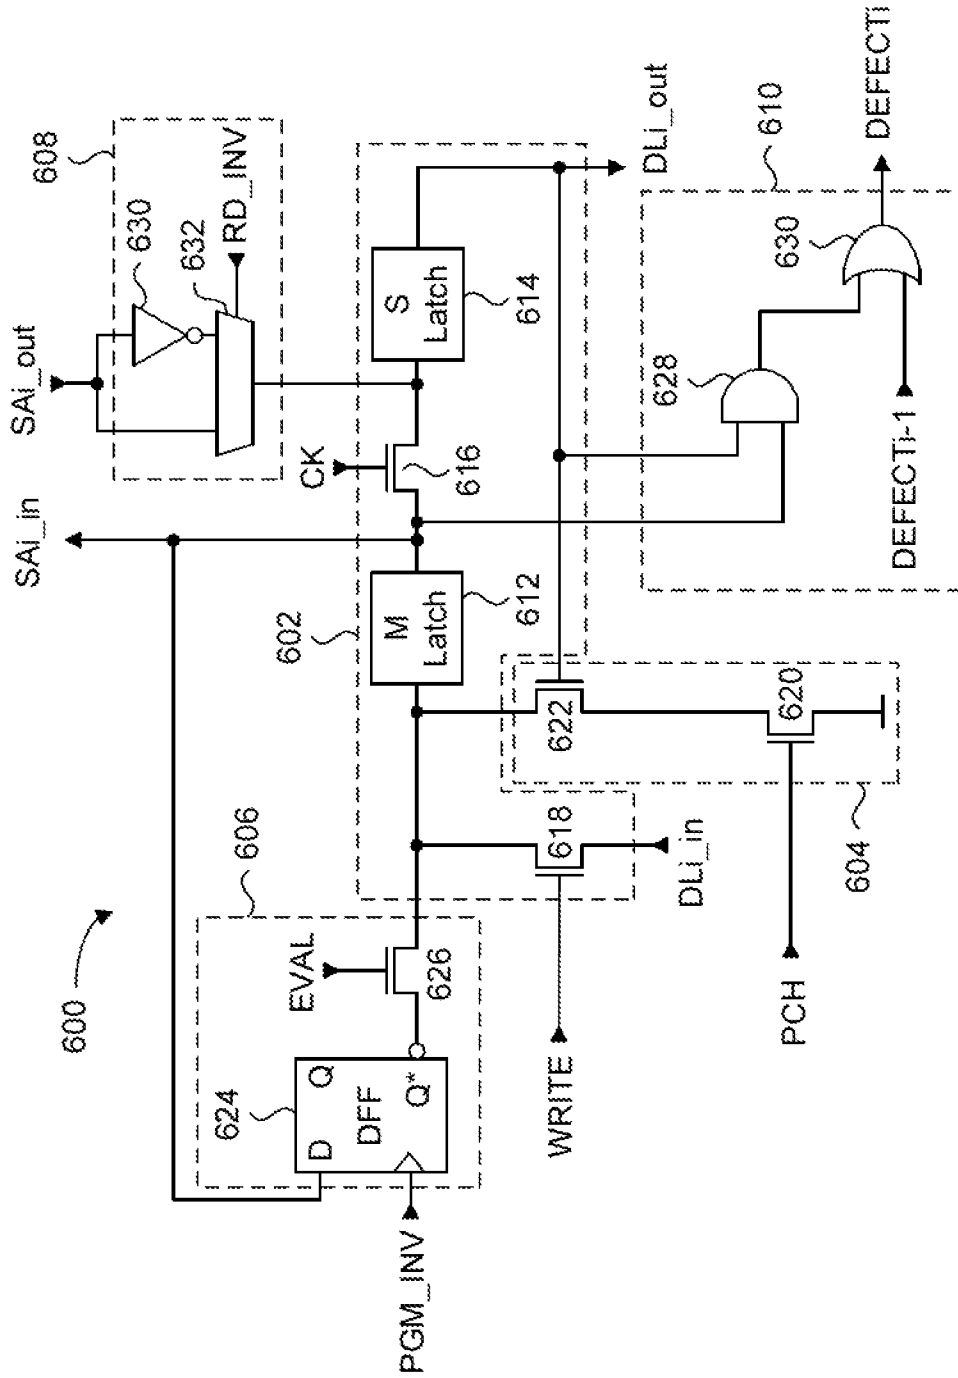 600
606
624
D
Q
DFF
Q*
PGM_INV
EVAL
626
WRITE
618
DLi_in
PCH
604
620
622
602
M
Latch
612
SAi_in
CK
616
SAi_out
608
630
632
RD_INV
S
Latch
614
DLi_out
628
DEFECTi-1
630
610
DEFECTi